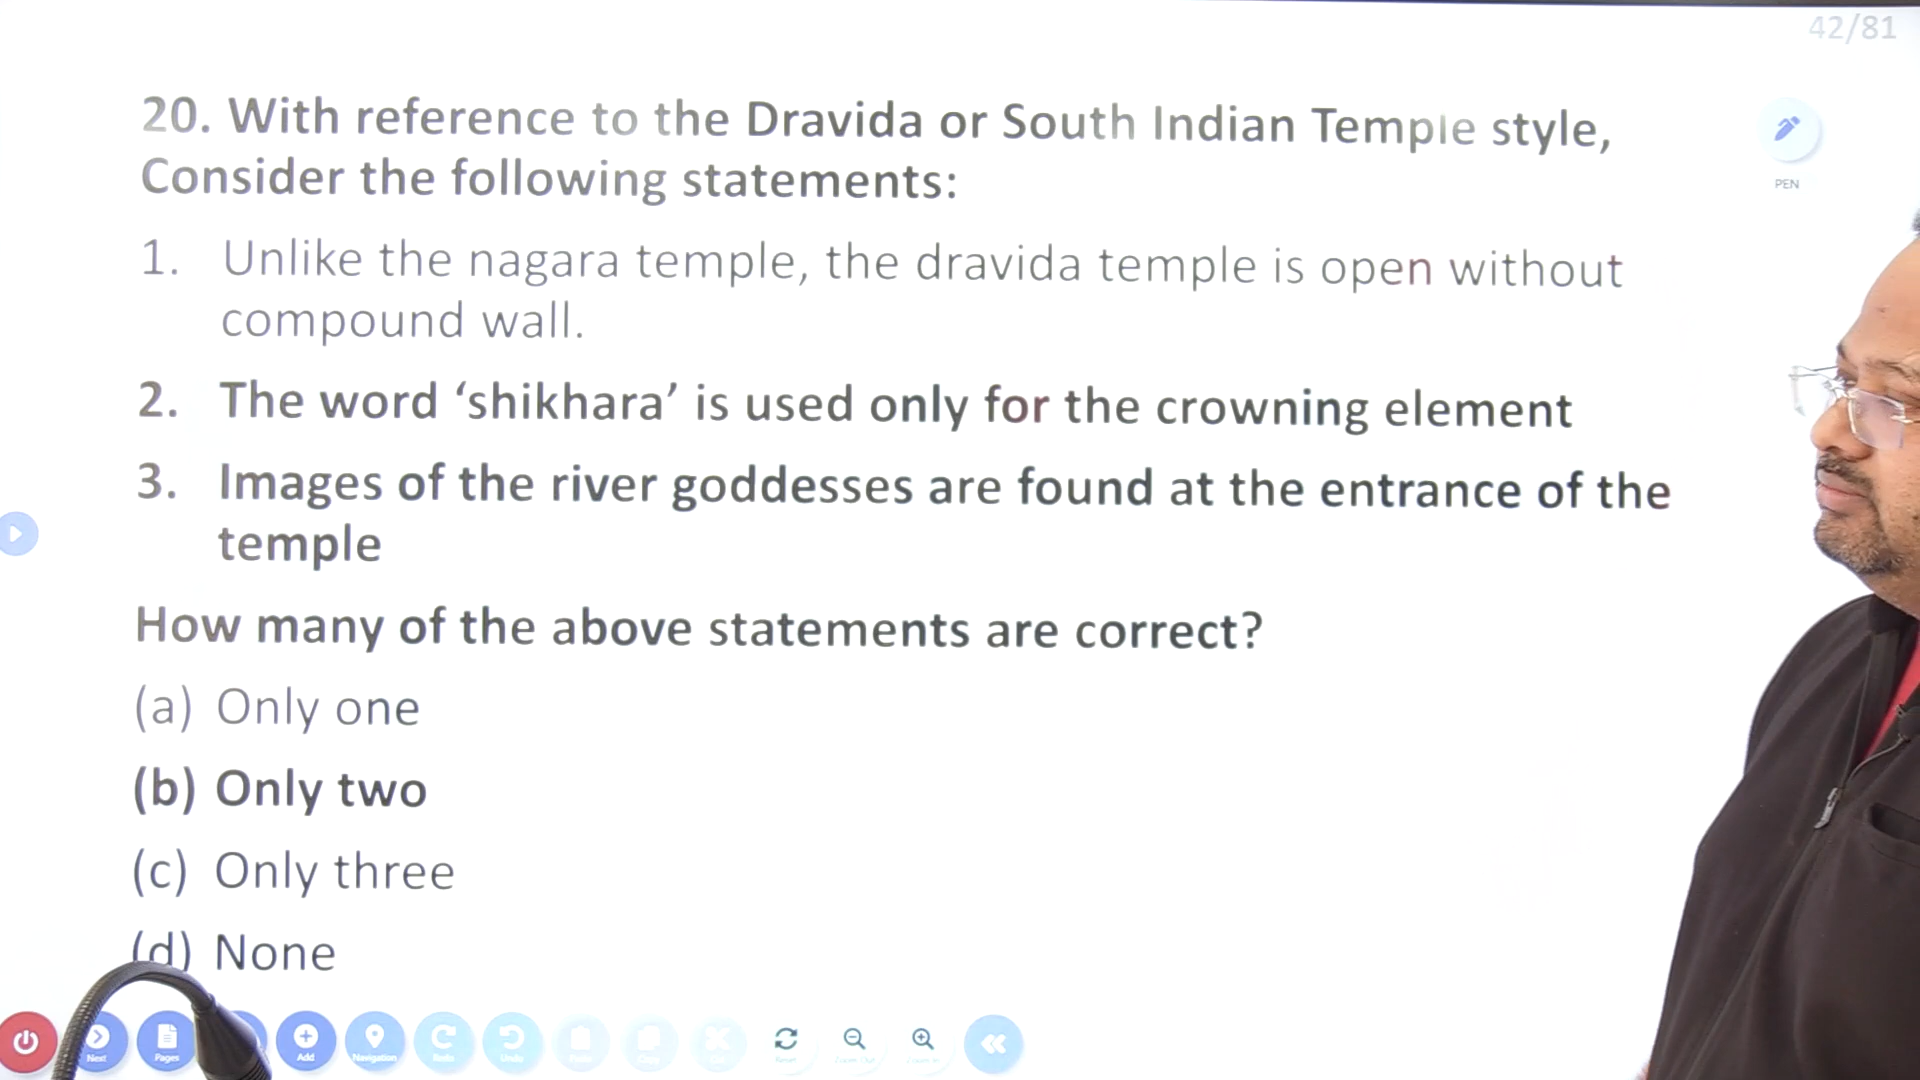 42/81
20. With reference to the Dravida or South Indian Temple style,
Consider the following statements:
PEN
1. Unlike the nagara temple, the dravida temple is open without
compound wall.
2. The word ‘shikhara’ is used only for the crowning element
3. Images of the river goddesses are found at the entrance of the
temple
How many of the above statements are correct?
(a) Only one
(b) Only two
(c) Only three
(d) None
Next Pages Add Navigation Redo Undo